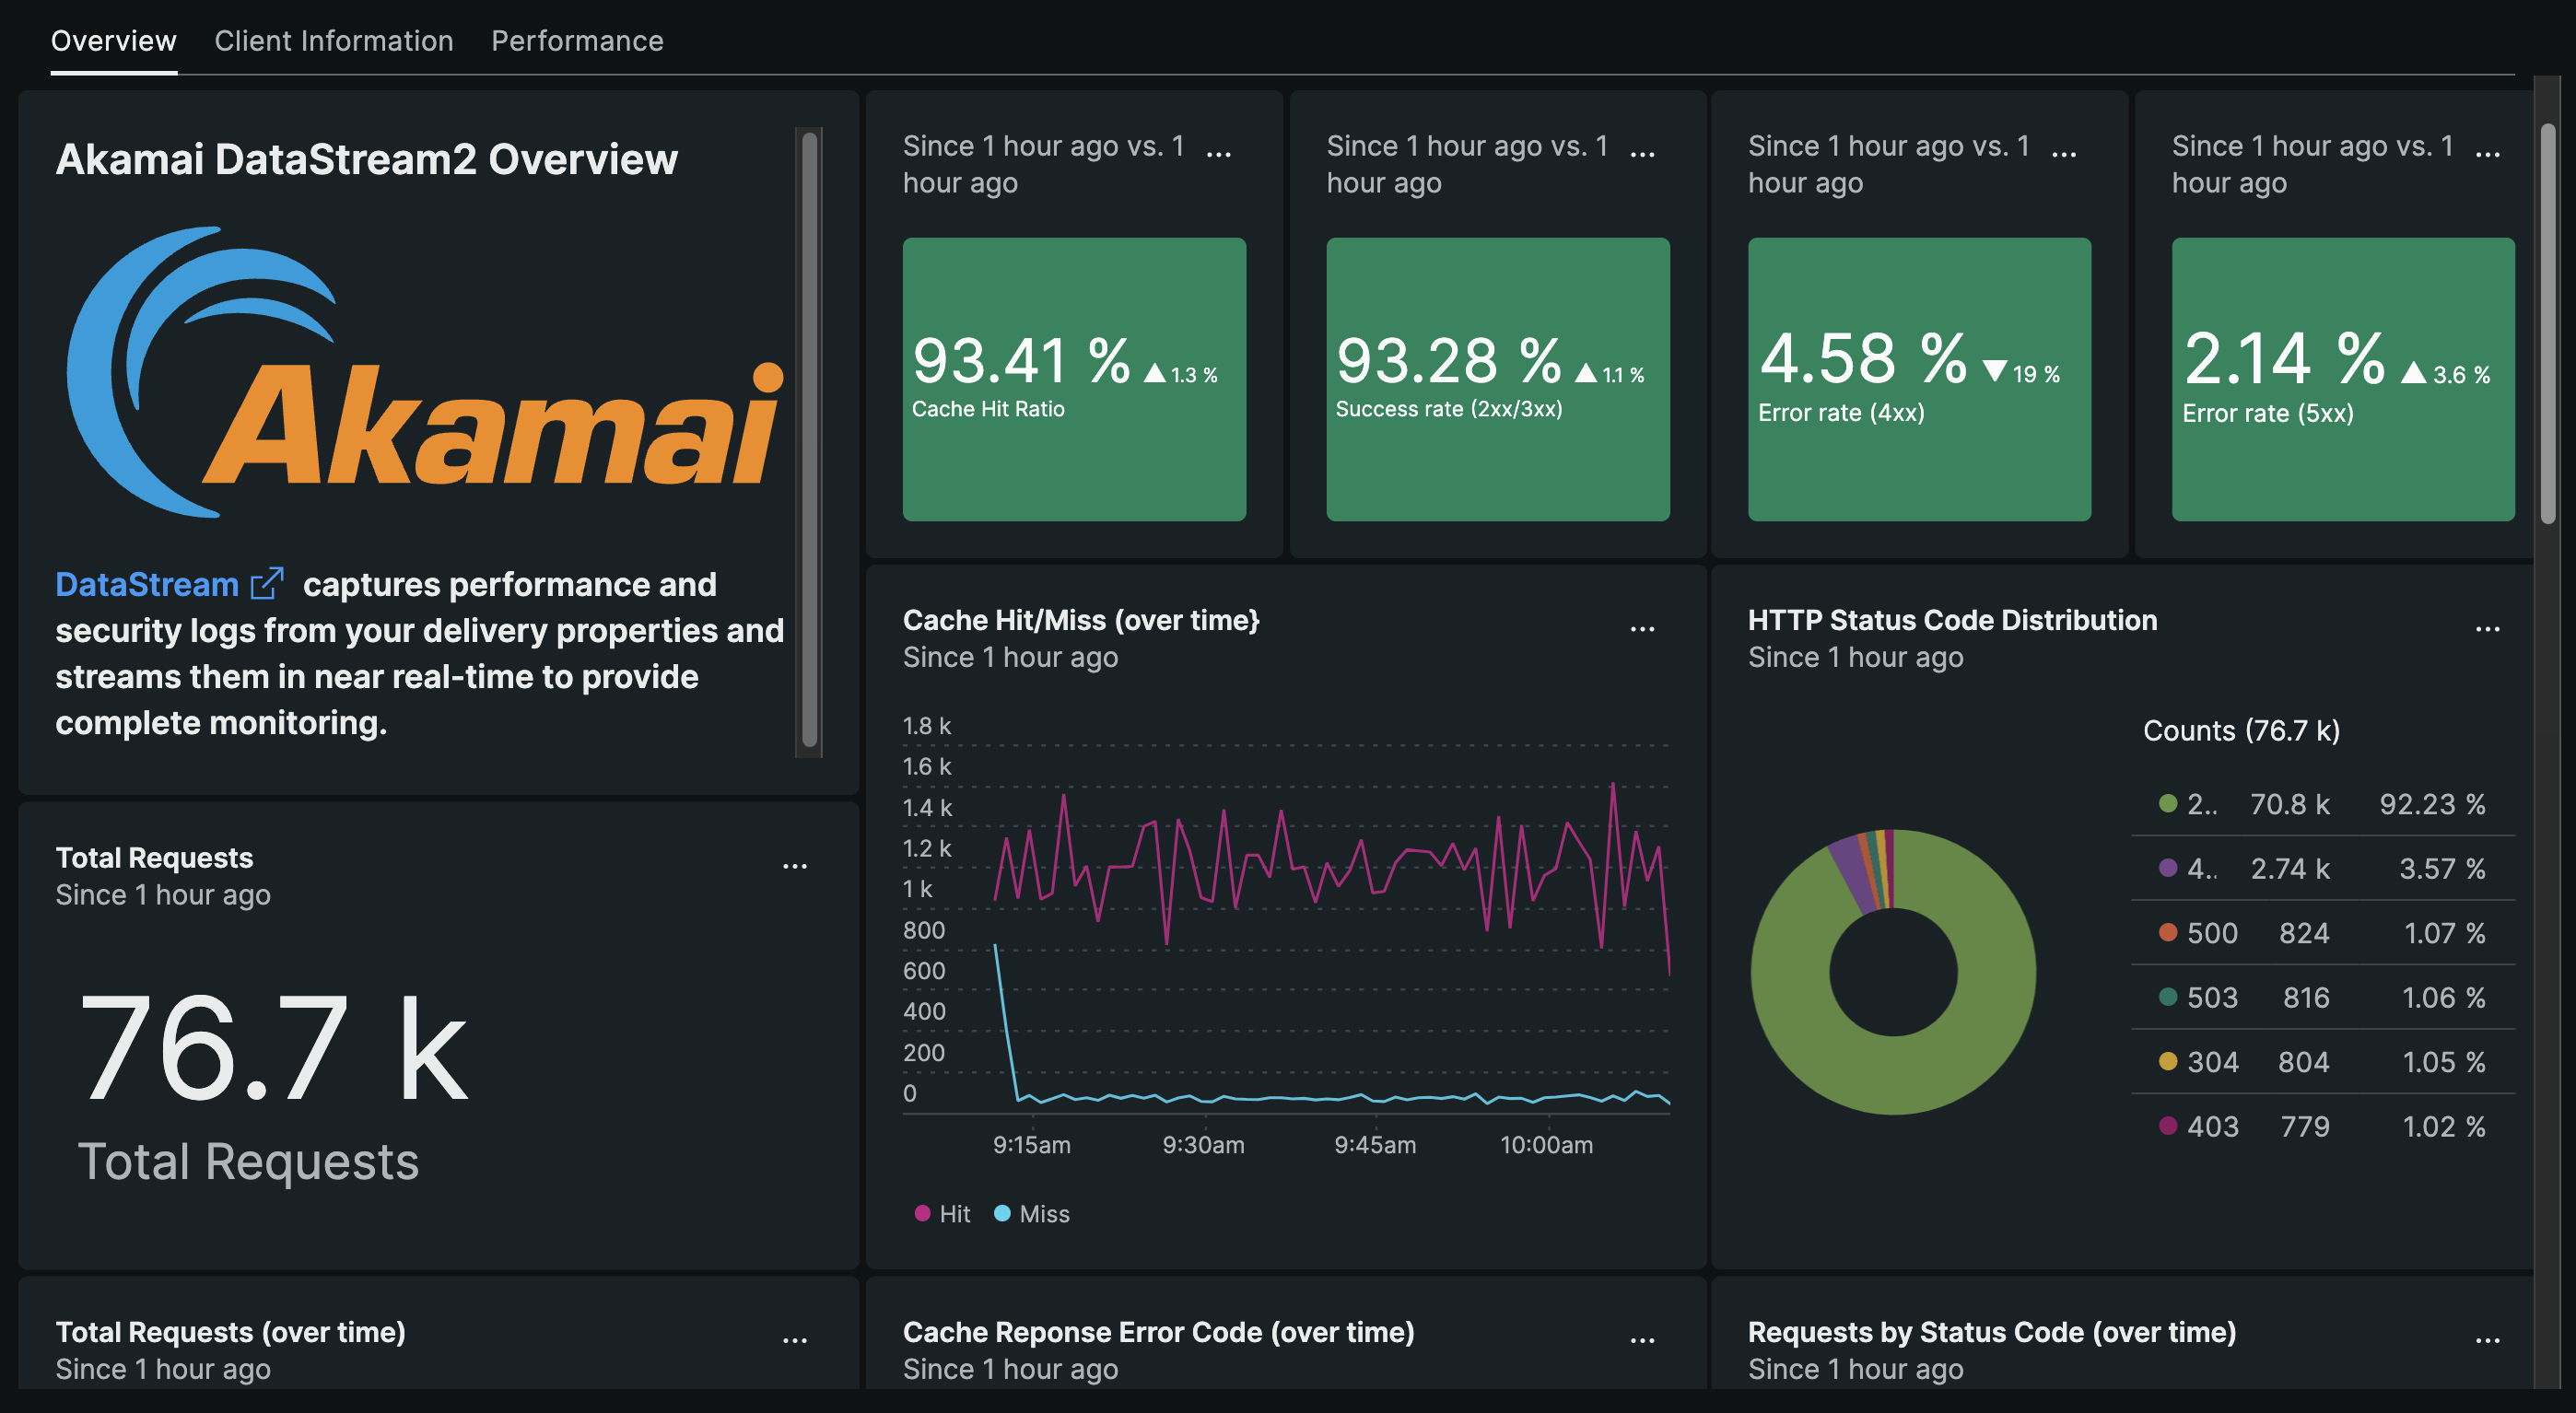 Overview Client Information Performance
Akamai DataStream2 Overview
Akamai
DataStream captures performance and
security logs from your delivery properties and
streams them in near real-time to provide
complete monitoring.
Since 1 hour ago vs. 1 ...
hour ago
93.41 % ▲ 1.3 %
Cache Hit Ratio
Since 1 hour ago vs. 1 ...
hour ago
93.28 % ▲ 1.1 %
Success rate (2xx/3xx)
Since 1 hour ago vs. 1 ...
hour ago
4.58 % ▼ 19 %
Error rate (4xx)
Since 1 hour ago vs. 1 ...
hour ago
2.14 % ▲ 3.6 %
Error rate (5xx)
Total Requests ...
Since 1 hour ago
76.7 k
Total Requests
Cache Hit/Miss (over time} ...
Since 1 hour ago
1.8 k
1.6 k
1.4 k
1.2 k
1 k
800
600
400
200
0
9:15am 9:30am 9:45am 10:00am
Hit Miss
HTTP Status Code Distribution ...
Since 1 hour ago
Counts (76.7 k)
2.. 70.8 k 92.23 %
4.. 2.74 k 3.57 %
500 824 1.07 %
503 816 1.06 %
304 804 1.05 %
403 779 1.02 %
Total Requests (over time) ...
Since 1 hour ago
Cache Reponse Error Code (over time) ...
Since 1 hour ago
Requests by Status Code (over time) ...
Since 1 hour ago